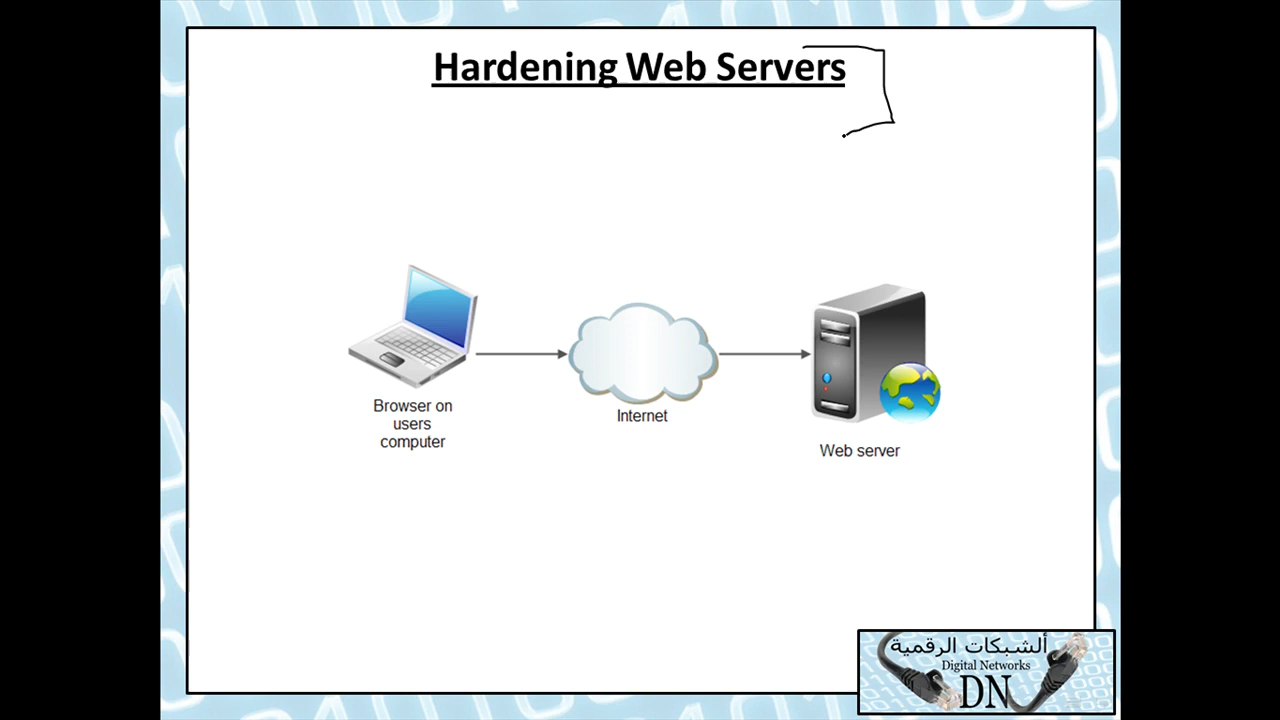 Hardening Web Servers
Browser on
users
computer
Internet
Web server
ألشبكات الرقمية
Digital Networks
DN